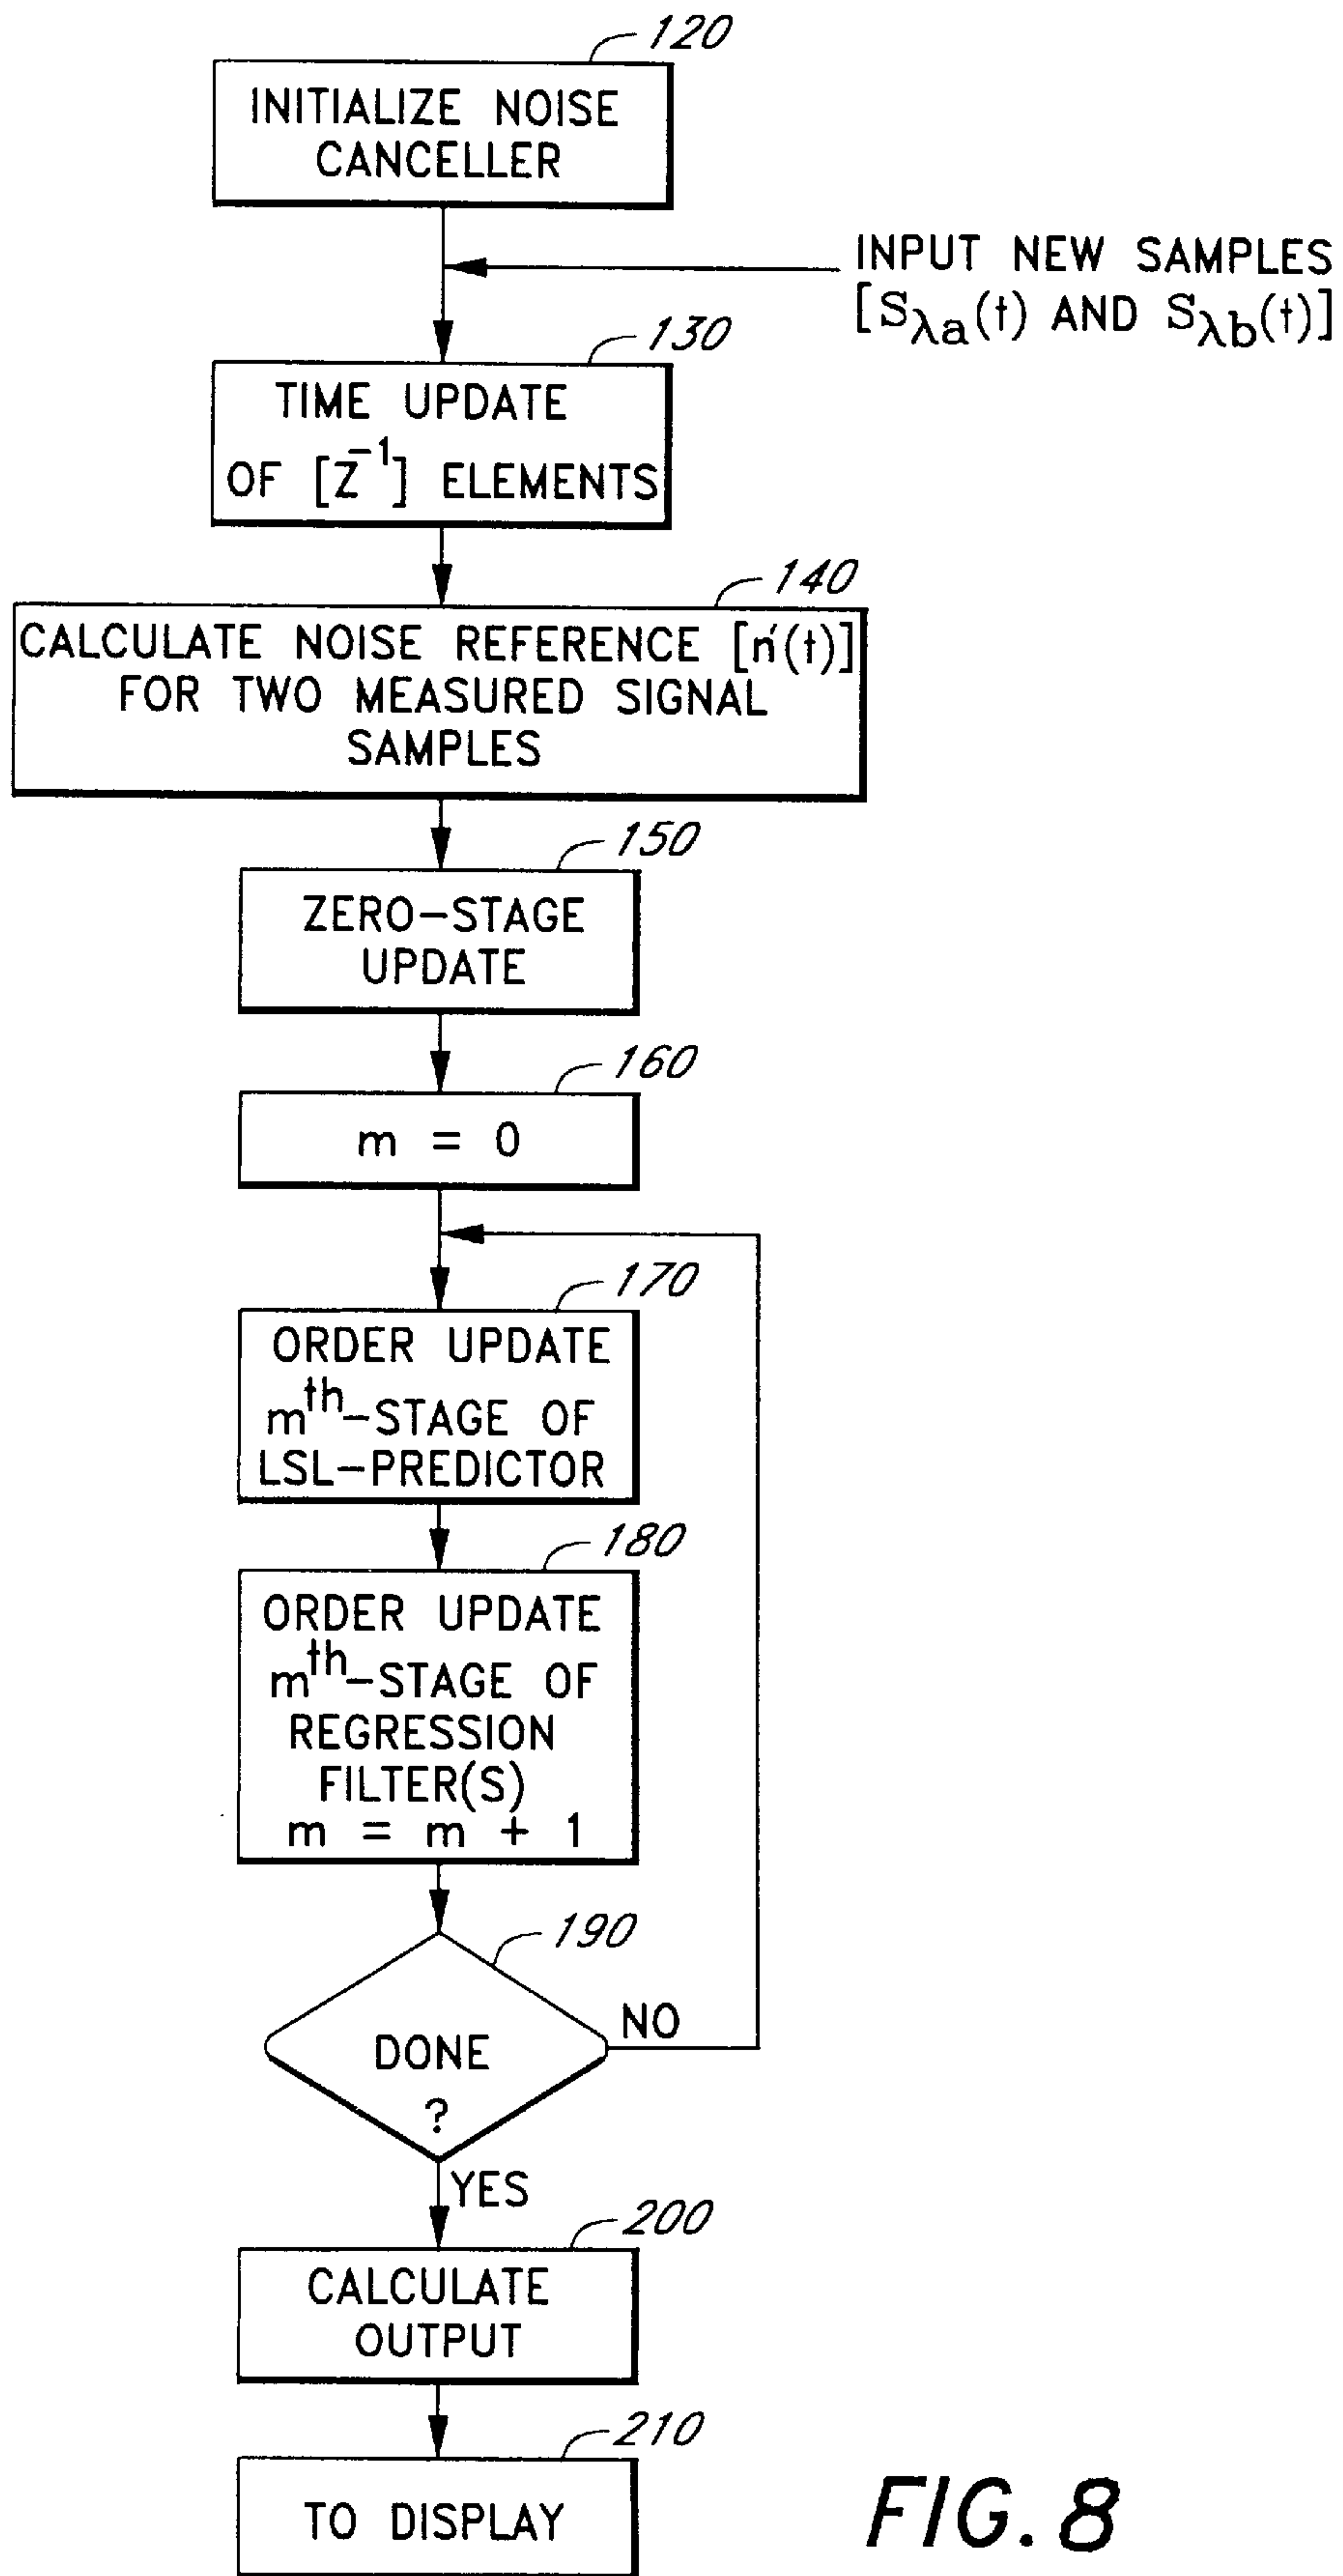 120
INITIALIZE NOISE
CANCELLER
INPUT NEW SAMPLES
[Sλa(t) AND Sλb(t)]
130
TIME UPDATE
OF [Z⁻¹] ELEMENTS
140
CALCULATE NOISE REFERENCE [n′(t)]
FOR TWO MEASURED SIGNAL
SAMPLES
150
ZERO-STAGE
UPDATE
160
m = 0
170
ORDER UPDATE
mth-STAGE OF
LSL-PREDICTOR
180
ORDER UPDATE
mth-STAGE OF
REGRESSION
FILTER(S)
m = m + 1
190
DONE
?
NO
YES
200
CALCULATE
OUTPUT
210
TO DISPLAY
FIG. 8